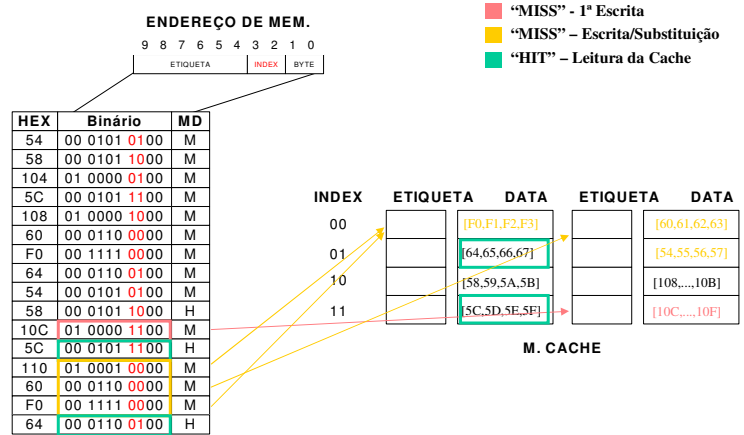 ENDEREÇO DE MEM.
9 8 7 6 5 4 3 2 1 0
ETIQUETA INDEX BYTE
“MISS” - 1ª Escrita
“MISS” – Escrita/Substituição
“HIT” – Leitura da Cache
HEX Binário MD
54 00 0101 0100 M
58 00 0101 1000 M
104 01 0000 0100 M
5C 00 0101 1100 M
108 01 0000 1000 M
60 00 0110 0000 M
F0 00 1111 0000 M
64 00 0110 0100 M
54 00 0101 0100 M
58 00 0101 1000 H
10C 01 0000 1100 M
5C 00 0101 1100 H
110 01 0001 0000 M
60 00 0110 0000 M
F0 00 1111 0000 M
64 00 0110 0100 H
INDEX ETIQUETA DATA ETIQUETA DATA
00 [F0,F1,F2,F3] [60,61,62,63]
01 [64,65,66,67] [54,55,56,57]
10 [58,59,5A,5B] [108,...,10B]
11 [5C,5D,5E,5F] [10C,...,10F]
M. CACHE